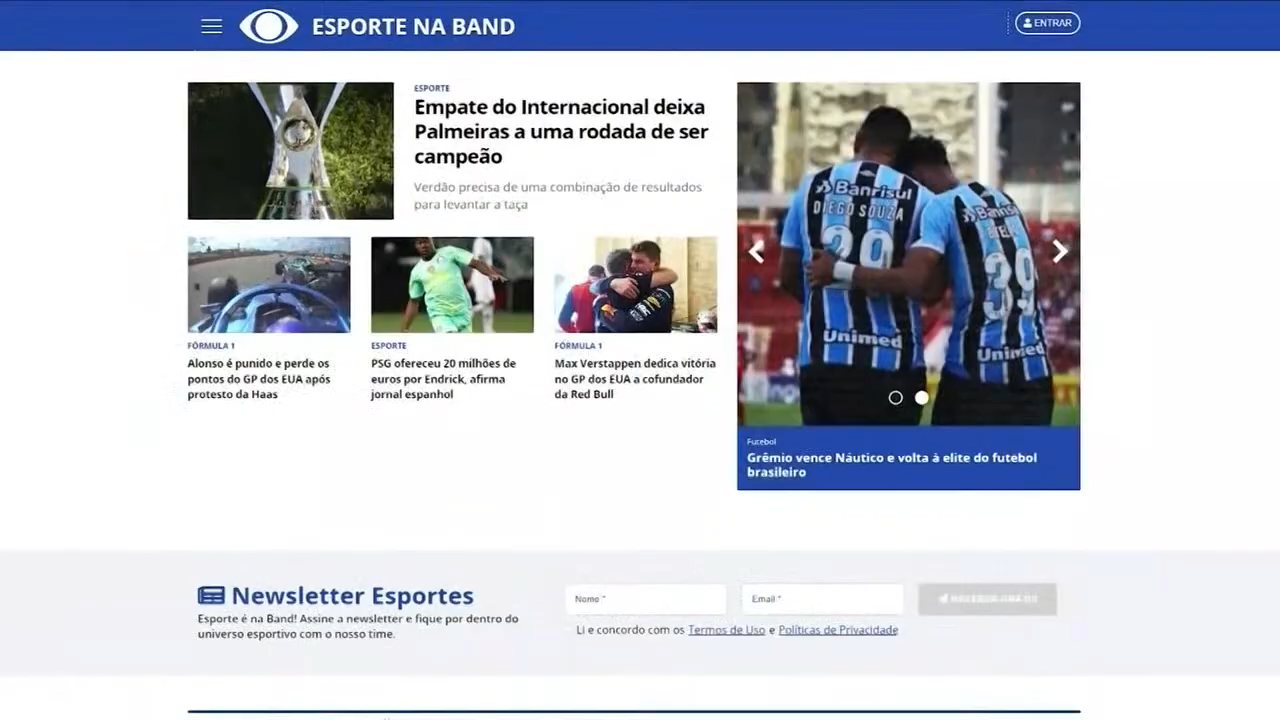 ESPORTE NA BAND
ENTRAR
ESPORTE
Empate do Internacional deixa
Palmeiras a uma rodada de ser
campeão
Verdão precisa de uma combinação de resultados
para levantar a taça
FÓRMULA 1
Alonso é punido e perde os
pontos do GP dos EUA após
protesto da Haas
ESPORTE
PSG ofereceu 20 milhões de
euros por Endrick, afirma
jornal espanhol
FÓRMULA 1
Max Verstappen dedica vitória
no GP dos EUA a cofundador
da Red Bull
Banrisul
DIEGO SOUZA
39
Unimed
Unimed
Futebol
Grêmio vence Náutico e volta à elite do futebol
brasileiro
Newsletter Esportes
Esporte é na Band! Assine a newsletter e fique por dentro do
universo esportivo com o nosso time.
Nome *
Email *
Li e concordo com os Termos de Uso e Políticas de Privacidade